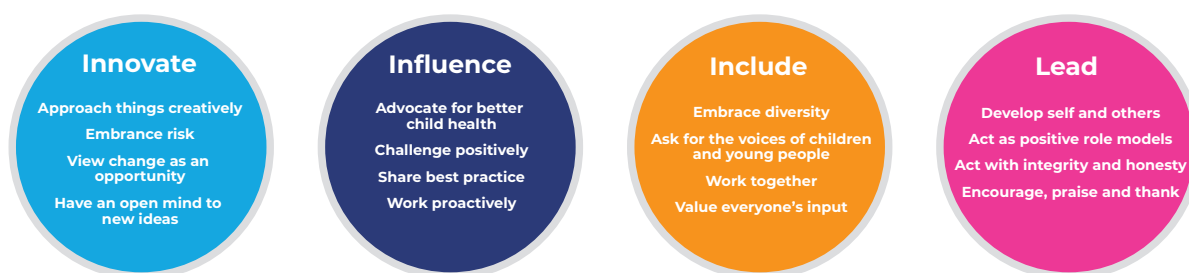 Innovate
Approach things creatively
Embrance risk
View change as an
opportunity
Have an open mind to
new ideas
Influence
Advocate for better
child health
Challenge positively
Share best practice
Work proactively
Include
Embrace diversity
Ask for the voices of children
and young people
Work together
Value everyone’s input
Lead
Develop self and others
Act as positive role models
Act with integrity and honesty
Encourage, praise and thank